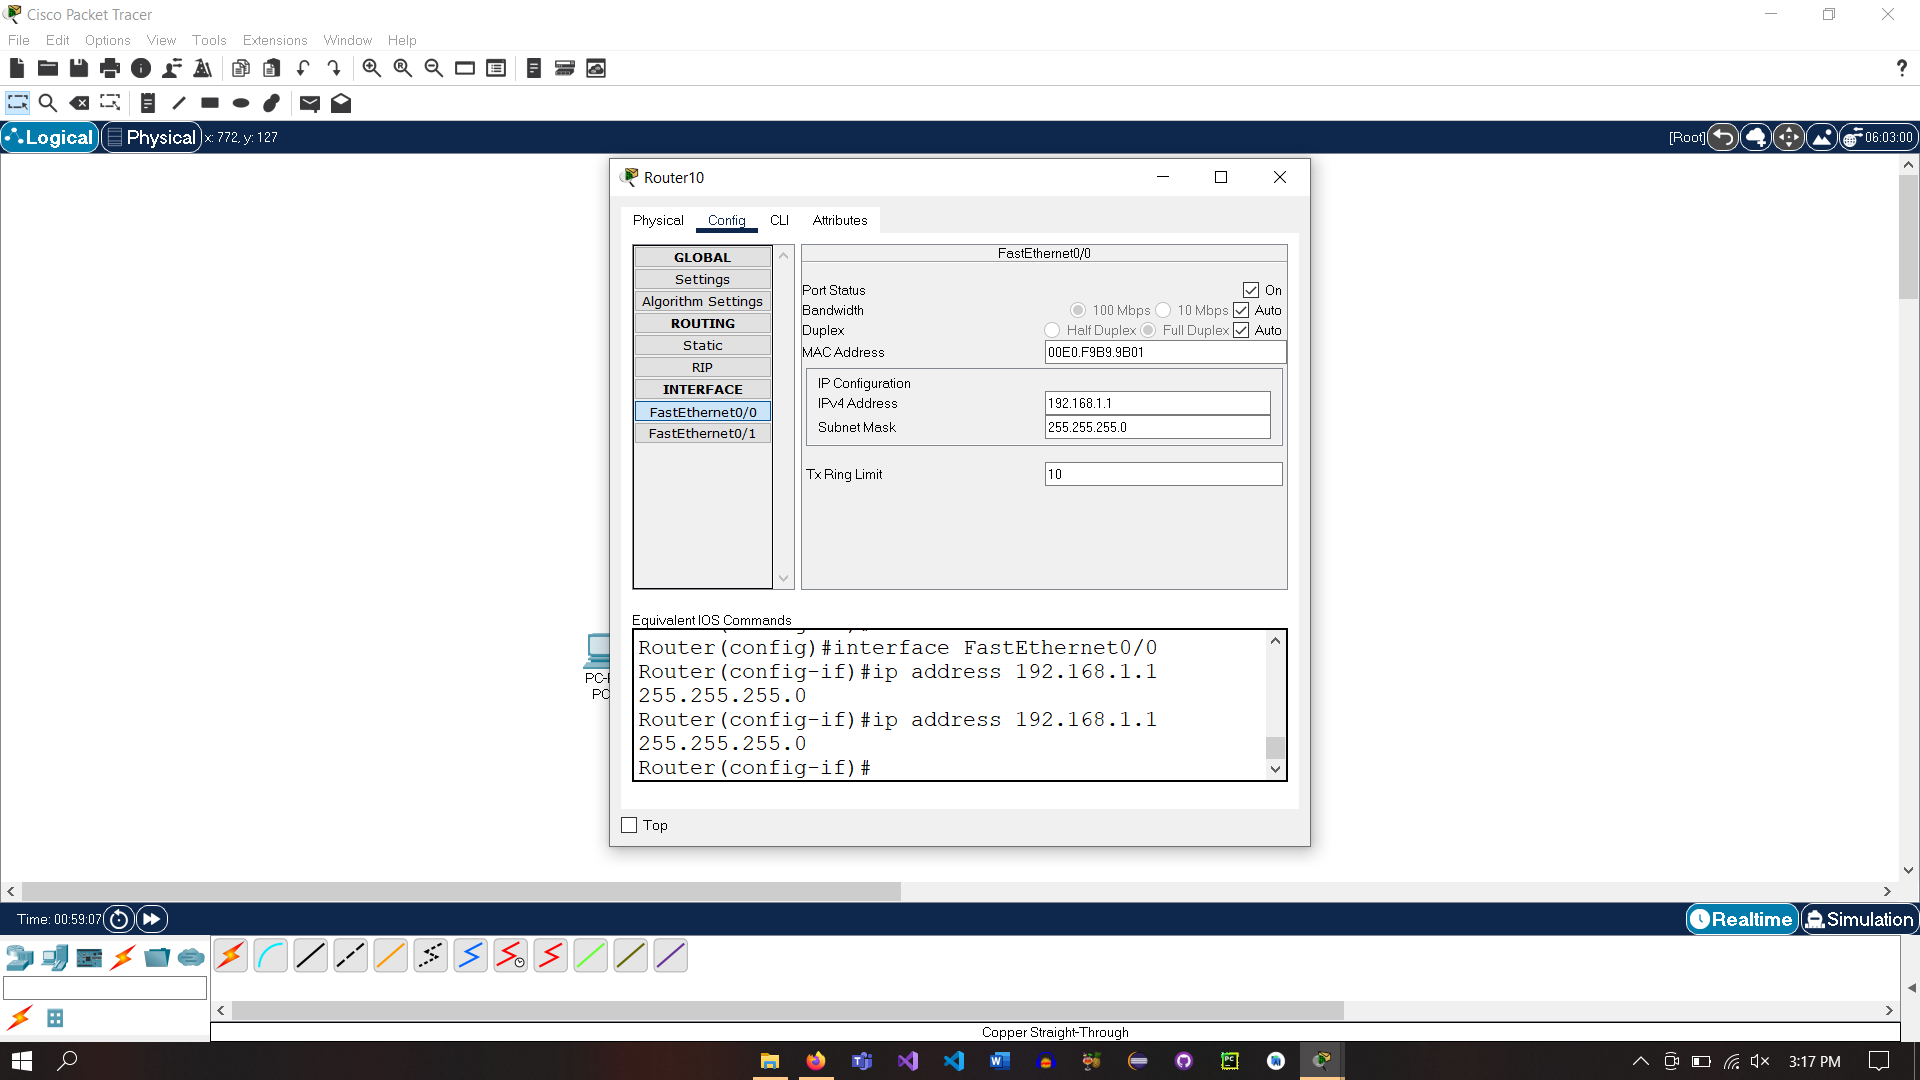 Cisco Packet Tracer
File Edit Options View Tools Extensions Window Help
?
Logical Physical x: 772, y: 127
[Root] 06:03:00
Router10
Physical Config CLI Attributes
GLOBAL
Settings
Algorithm Settings
ROUTING
Static
RIP
INTERFACE
FastEthernet0/0
FastEthernet0/1
FastEthernet0/0
Port Status On
Bandwidth 100 Mbps 10 Mbps Auto
Duplex Half Duplex Full Duplex Auto
MAC Address 00E0.F9B9.9B01
IP Configuration
IPv4 Address 192.168.1.1
Subnet Mask 255.255.255.0
Tx Ring Limit 10
Equivalent IOS Commands
Router(config)#interface FastEthernet0/0
Router(config-if)#ip address 192.168.1.1
255.255.255.0
Router(config-if)#ip address 192.168.1.1
255.255.255.0
Router(config-if)#
Top
PC-
PC
Time: 00:59:07
Realtime Simulation
Copper Straight-Through
3:17 PM